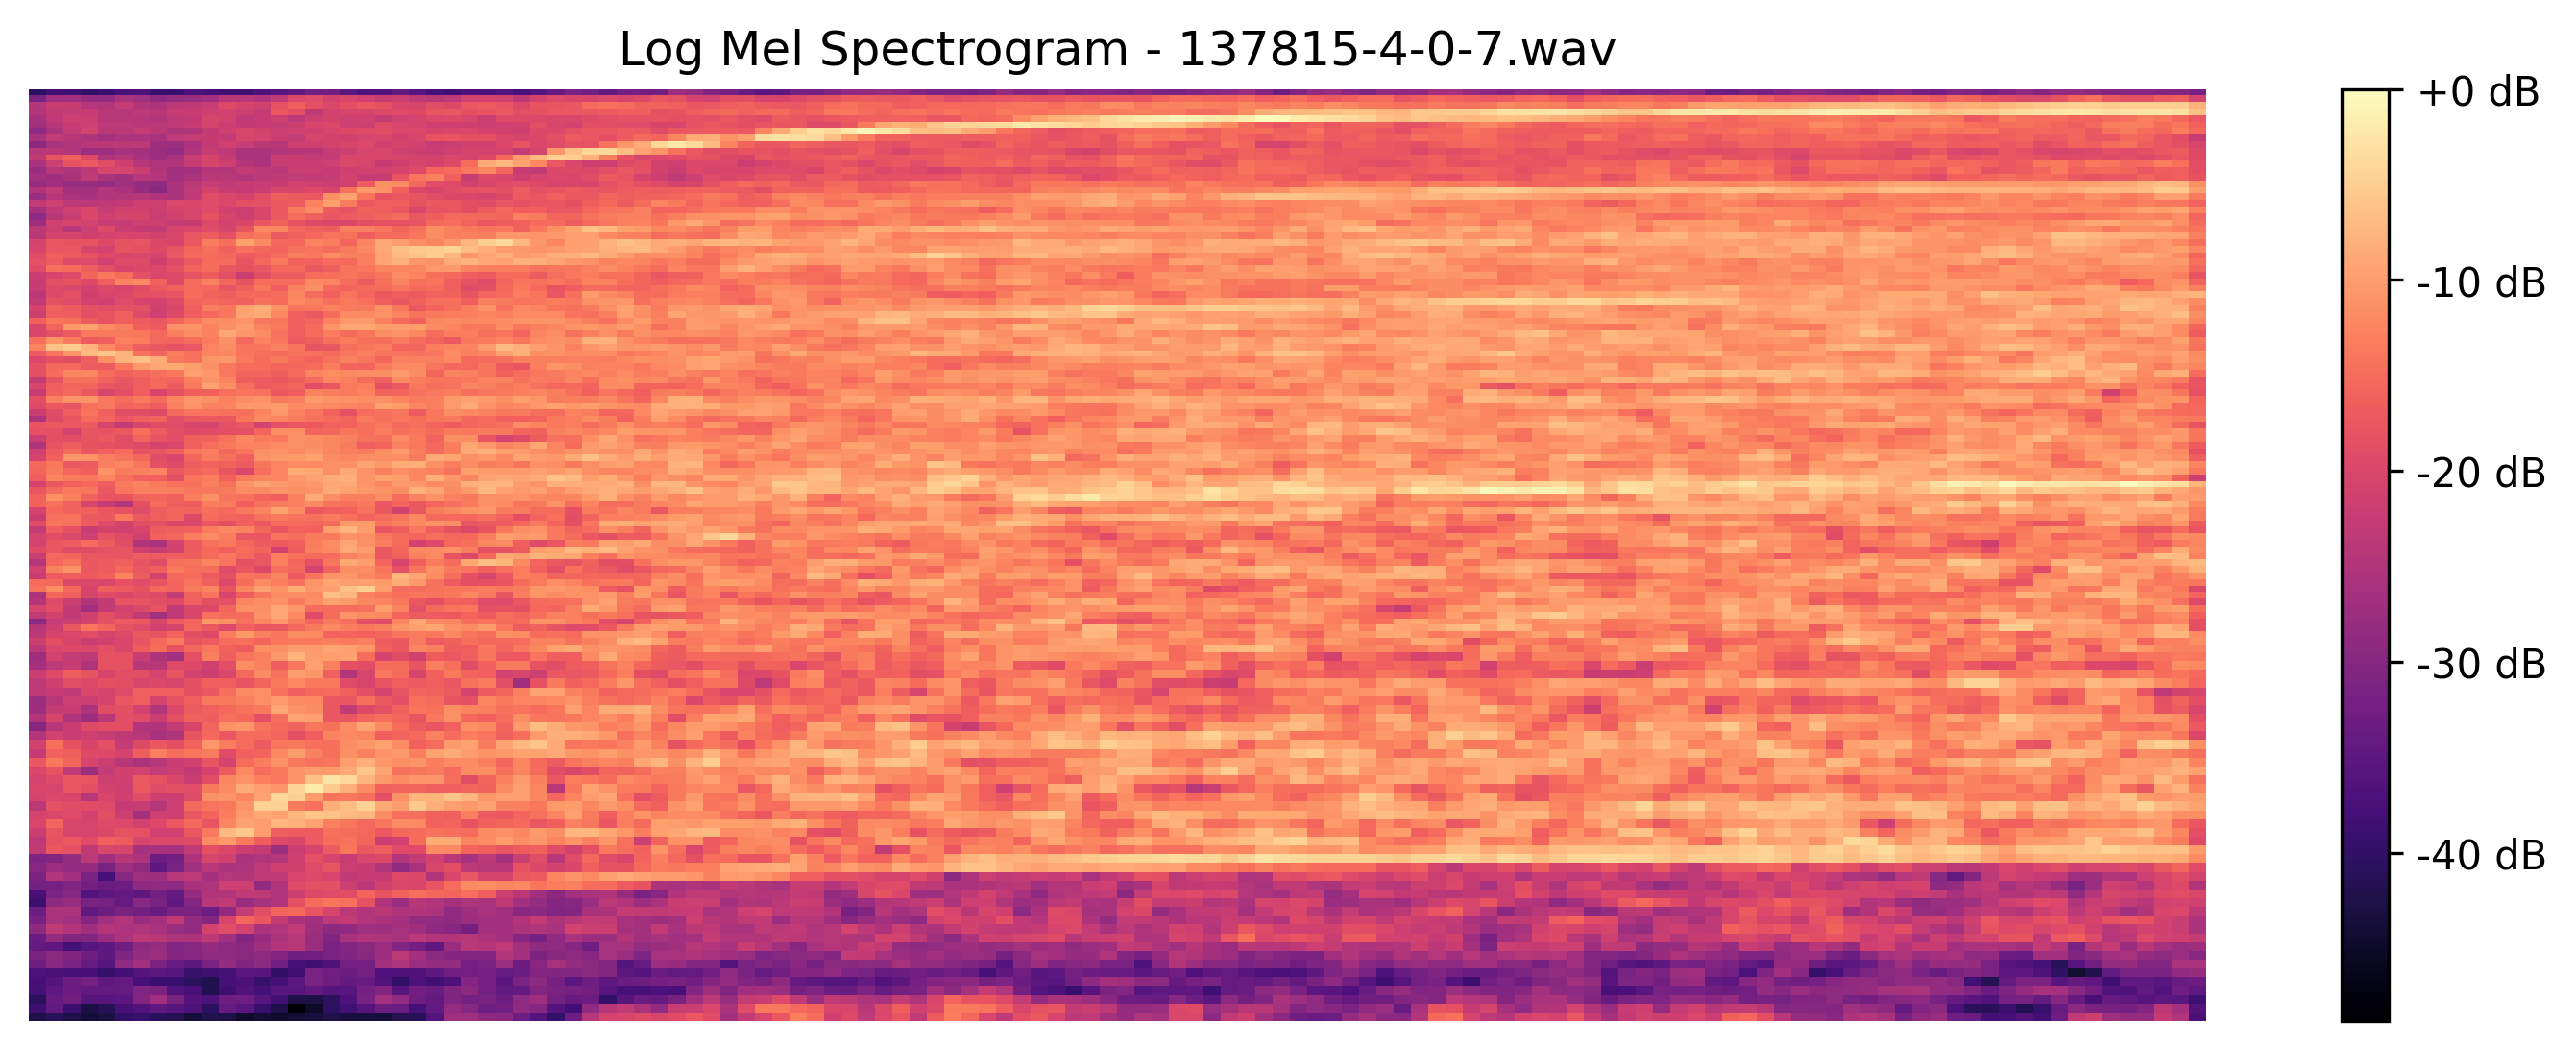 Log Mel Spectrogram - 137815-4-0-7.wav
+0 dB
-10 dB
-20 dB
-30 dB
-40 dB